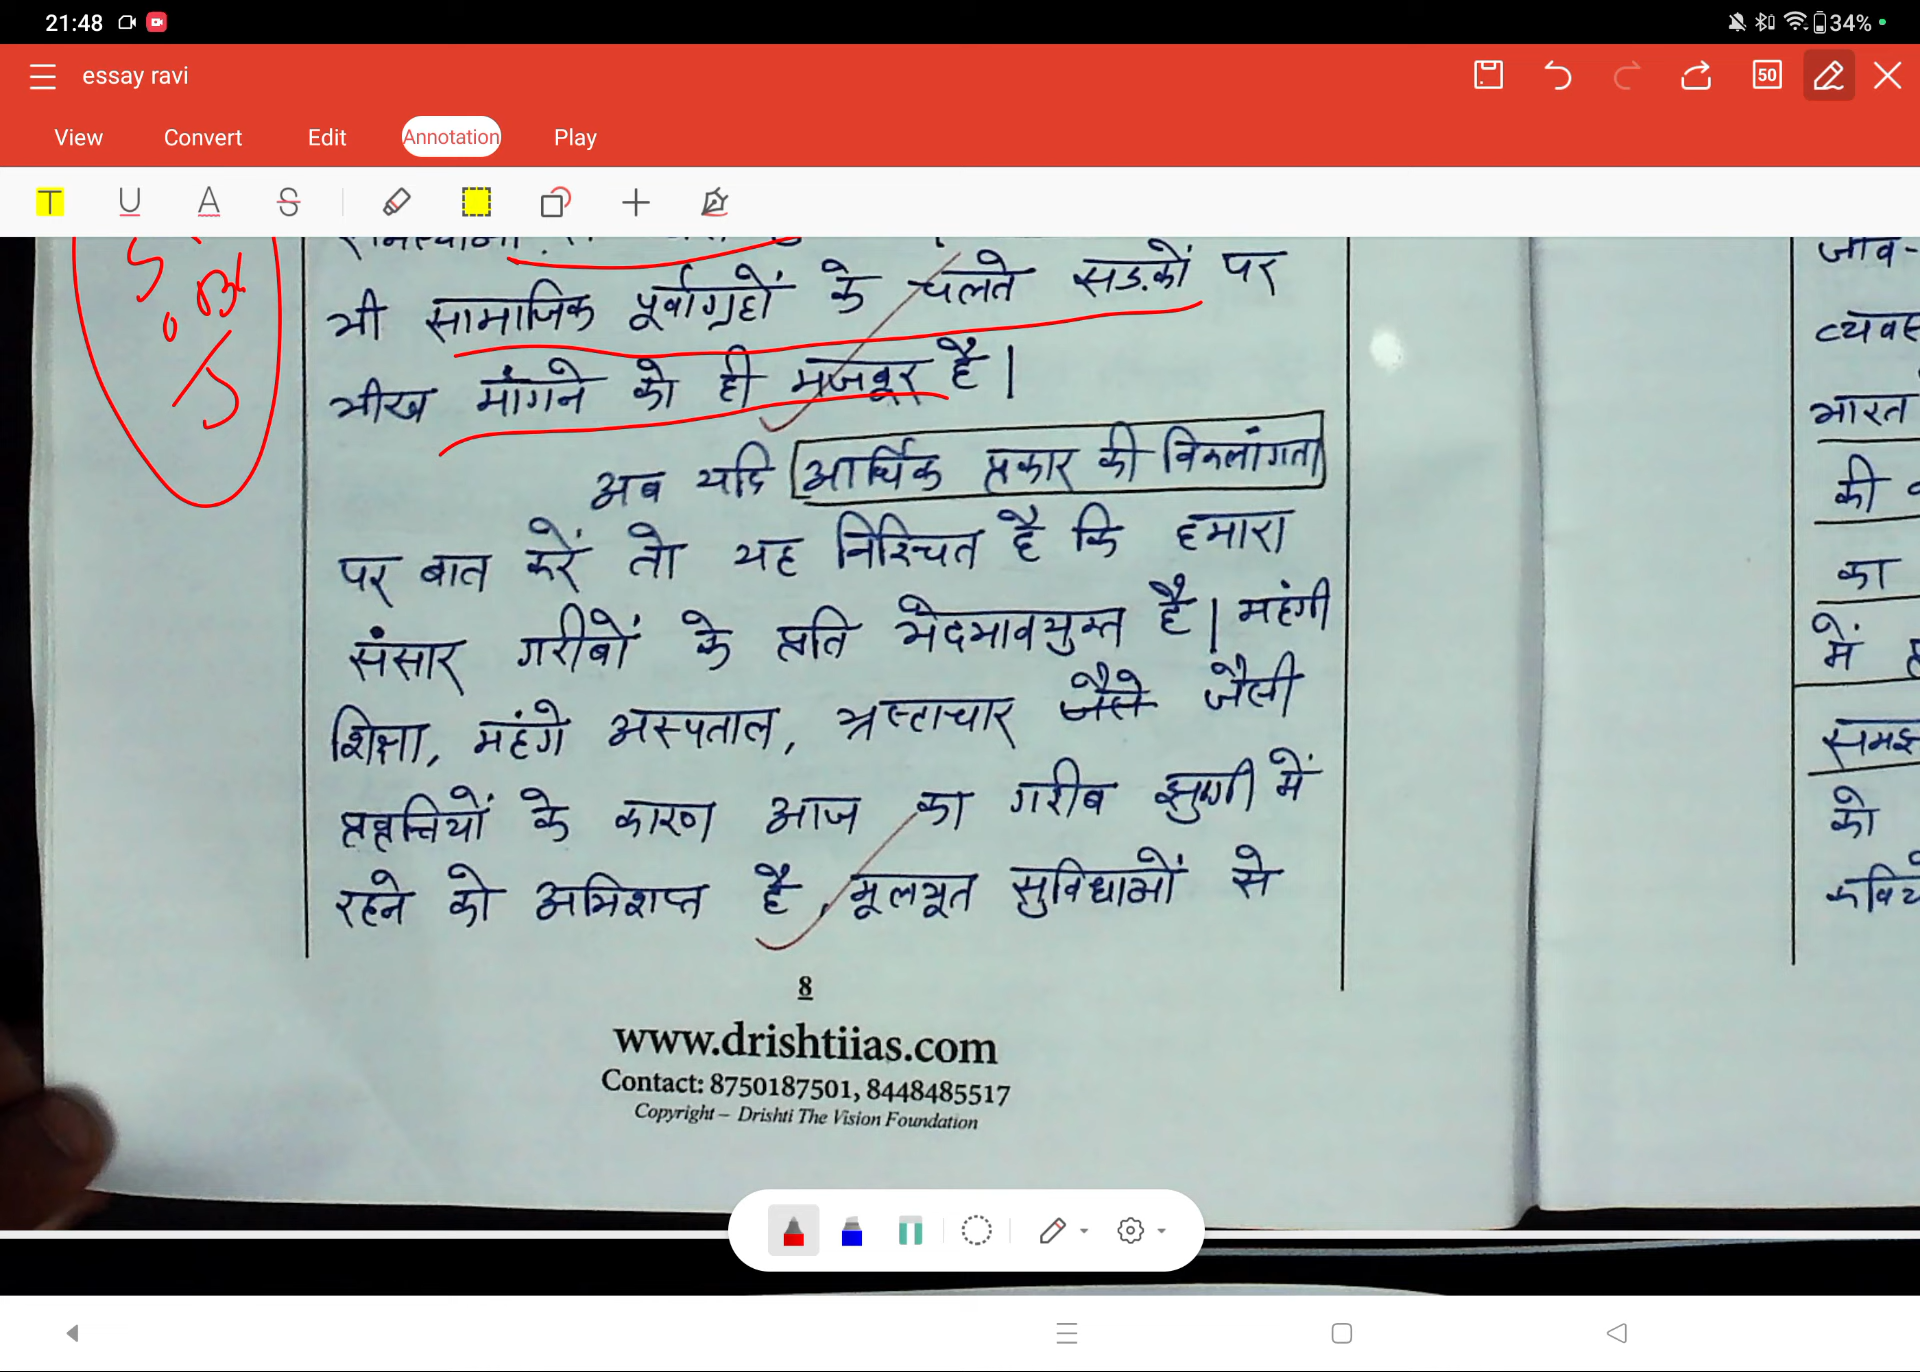 21:48
34%
essay ravi
50
View Convert Edit Annotation Play
T U A S
भी सामाजिक पूर्वाग्रहों के चलते सड़कों पर
भीख मांगने को ही मजबूर है।
अब यदि आर्थिक प्रकार की विकलांगता
पर बात करें तो यह निश्चित है कि हमारा
संसार गरीबों के प्रति भेदभावयुक्त है। महंगी
शिक्षा, महंगे अस्पताल, भ्रष्टाचार जैसे जैसी
प्रवृत्तियों के कारण आज का गरीब झुग्गी में
रहने को अभिशप्त है, मूलभूत सुविधाओं से
8
www.drishtiias.com
Contact: 8750187501, 8448485517
Copyright – Drishti The Vision Foundation
जीव-
भारत
की
का
में
को